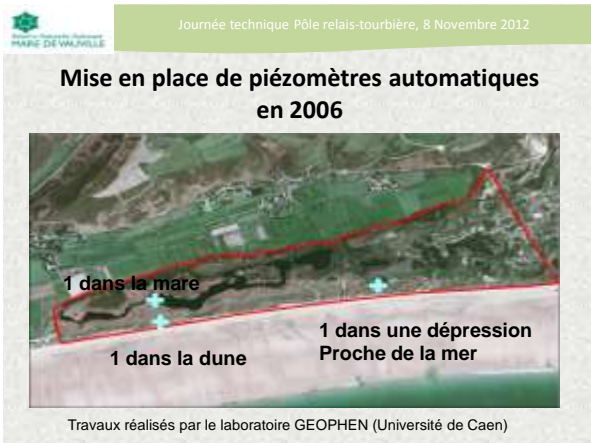 Journée technique Pôle relais-tourbière, 8 Novembre 2012
MARE DE VAUVILLE
Mise en place de piézomètres automatiques
en 2006
1 dans la mare
1 dans la dune
1 dans une dépression
Proche de la mer
Travaux réalisés par le laboratoire GEOPHEN (Université de Caen)